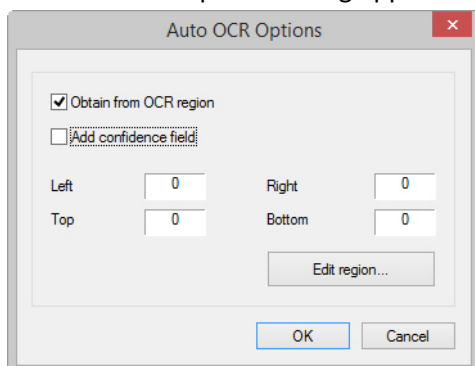 Auto OCR Options
Obtain from OCR region
Add confidence field
Left 0 Right 0
Top 0 Bottom 0
Edit region...
OK Cancel